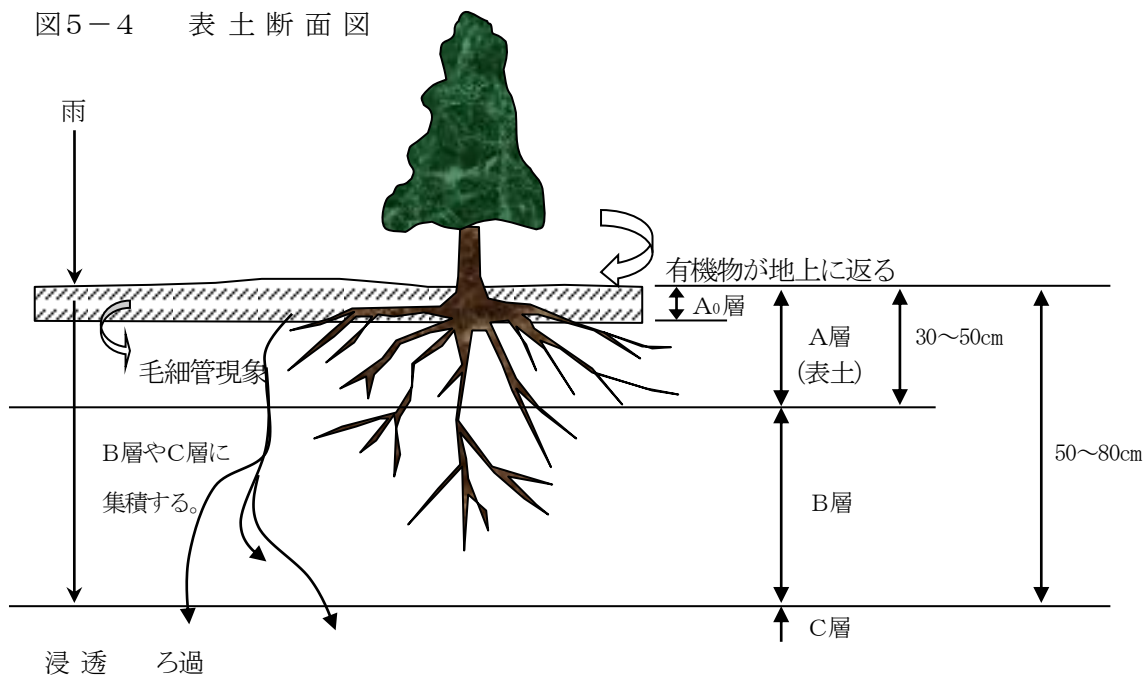 図5-4 表土断面図
雨
有機物が地上に返る
A₀層
A層
(表土)
30～50cm
毛細管現象
50～80cm
B層やC層に
集積する。
B層
C層
浸透 ろ過